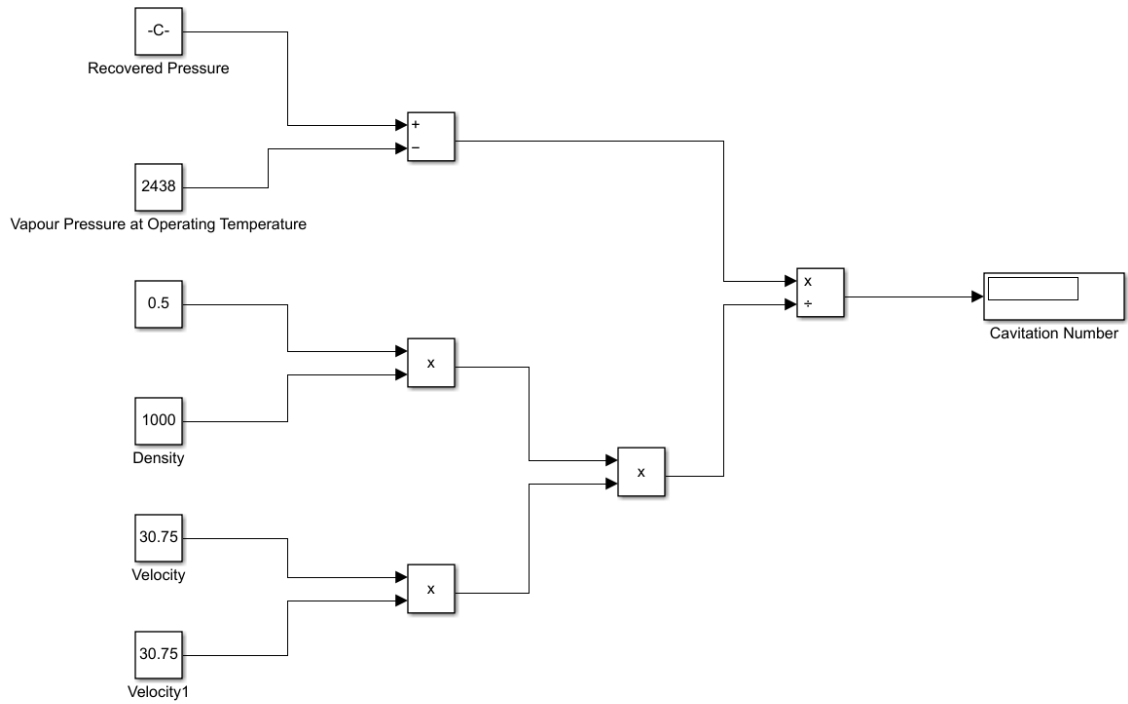 -C-
Recovered Pressure
+
−
2438
Vapour Pressure at Operating Temperature
x
÷
0.5
Cavitation Number
x
1000
Density
x
30.75
Velocity
x
30.75
Velocity1